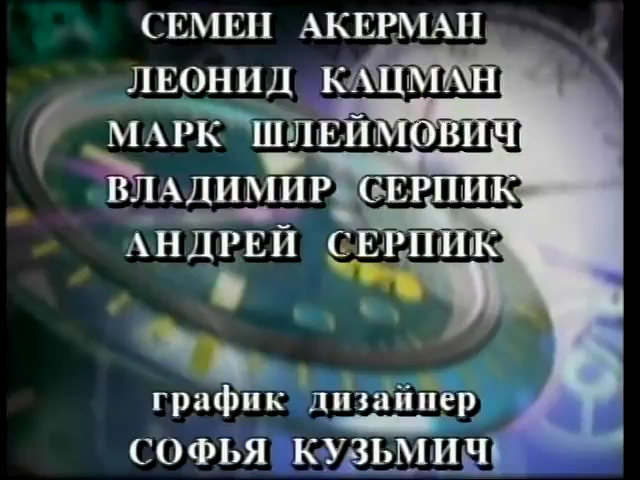 СЕМЕН АКЕРМАН
ЛЕОНИД КАЦМАН
МАРК ШЛЕЙМОВИЧ
ВЛАДИМИР СЕРПИК
АНДРЕЙ СЕРПИК
график дизайнер
СОФЬЯ КУЗЬМИЧ